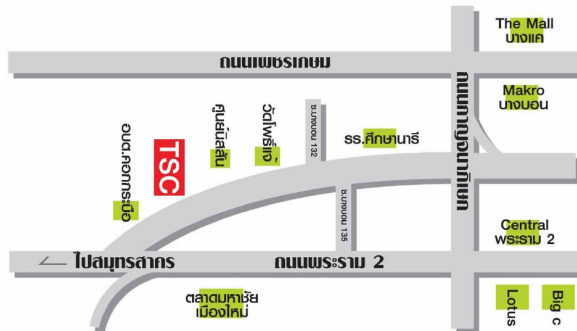 The Mall
บางแค
ถนนเพชรเกษม
Makro
บางบอน
ถนนกาญจนาภิเษก
อบต.คอกกระบือ
TSC
ศูนย์นิสสัน
วัดโพธิ์แจ้
ซ.บางบอน 132
รร.ศึกษานารี
ซ.บางบอน 135
Central
พระราม 2
ไปสมุทรสาคร
ถนนพระราม 2
ตลาดมหาชัย
เมืองใหม่
Lotus
Big c